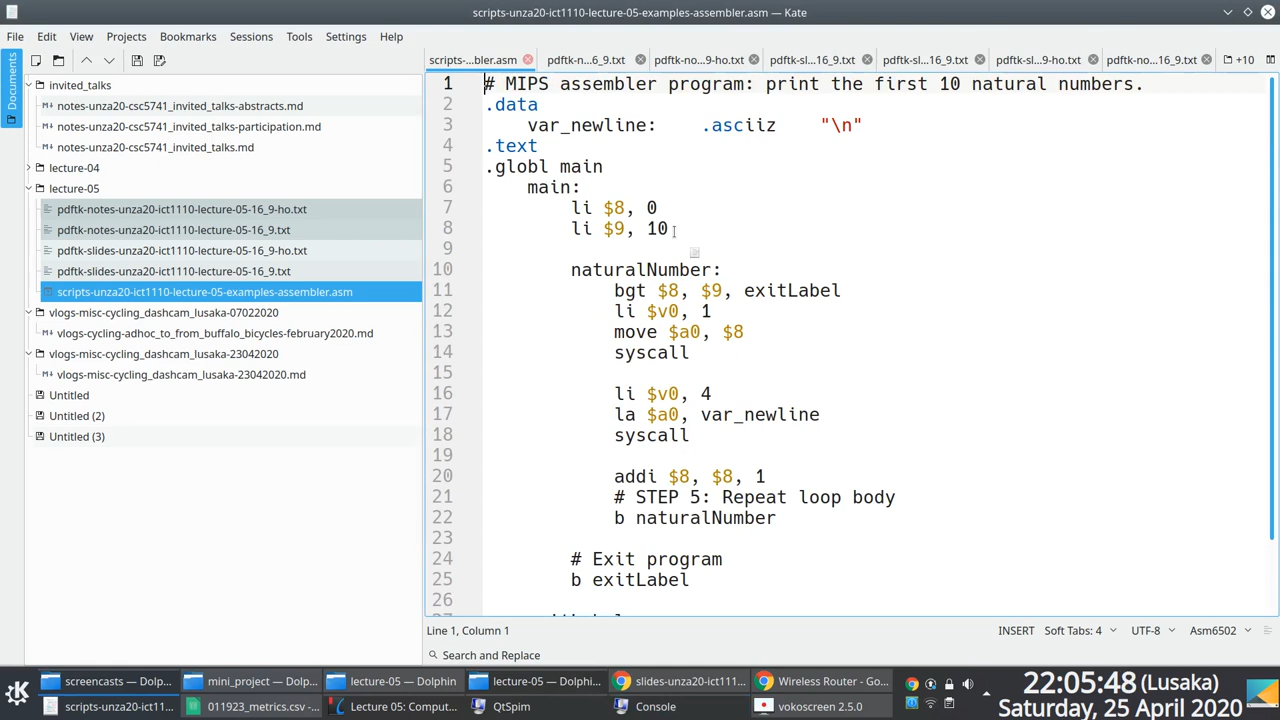 scripts-unza20-ict1110-lecture-05-examples-assembler.asm — Kate
File Edit View Projects Bookmarks Sessions Tools Settings Help
Documents
scripts-...bler.asm
pdftk-n...6_9.txt
pdftk-no...9-ho.txt
pdftk-sl...16_9.txt
pdftk-sl...16_9.txt
pdftk-sl...9-ho.txt
pdftk-no...16_9.txt
+10
invited_talks
notes-unza20-csc5741_invited_talks-abstracts.md
notes-unza20-csc5741_invited_talks-participation.md
notes-unza20-csc5741_invited_talks.md
lecture-04
lecture-05
pdftk-notes-unza20-ict1110-lecture-05-16_9-ho.txt
pdftk-notes-unza20-ict1110-lecture-05-16_9.txt
pdftk-slides-unza20-ict1110-lecture-05-16_9-ho.txt
pdftk-slides-unza20-ict1110-lecture-05-16_9.txt
scripts-unza20-ict1110-lecture-05-examples-assembler.asm
vlogs-misc-cycling_dashcam_lusaka-07022020
vlogs-cycling-adhoc_to_from_buffalo_bicycles-february2020.md
vlogs-misc-cycling_dashcam_lusaka-23042020
vlogs-misc-cycling_dashcam_lusaka-23042020.md
Untitled
Untitled (2)
Untitled (3)
1 # MIPS assembler program: print the first 10 natural numbers.
2 .data
3 var_newline: .asciiz "\n"
4 .text
5 .globl main
6 main:
7 li $8, 0
8 li $9, 10
9
10 naturalNumber:
11 bgt $8, $9, exitLabel
12 li $v0, 1
13 move $a0, $8
14 syscall
15
16 li $v0, 4
17 la $a0, var_newline
18 syscall
19
20 addi $8, $8, 1
21 # STEP 5: Repeat loop body
22 b naturalNumber
23
24 # Exit program
25 b exitLabel
26
Line 1, Column 1
INSERT Soft Tabs: 4 UTF-8 Asm6502
Search and Replace
screencasts — Dolp...
mini_project — Dolp...
lecture-05 — Dolphin
lecture-05 — Dolphi...
slides-unza20-ict111...
Wireless Router - Go...
scripts-unza20-ict11...
011923_metrics.csv -...
Lecture 05: Comput...
QtSpim
Console
vokoscreen 2.5.0
22:05:48 (Lusaka)
Saturday, 25 April 2020